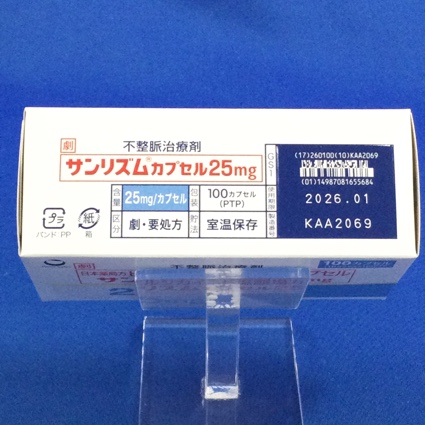 劇
不整脈治療剤
サンリズム®カプセル25mg
含量
25mg/カプセル
包装
100カプセル
(PTP)
区分
劇・要処方
貯法
室温保存
プラ
バンド:PP
紙
箱
GS1
(17)260100(10)KAA2069
(01)14987081655684
使用期限
2026.01
製造番号
KAA2069
劇
不整脈治療剤